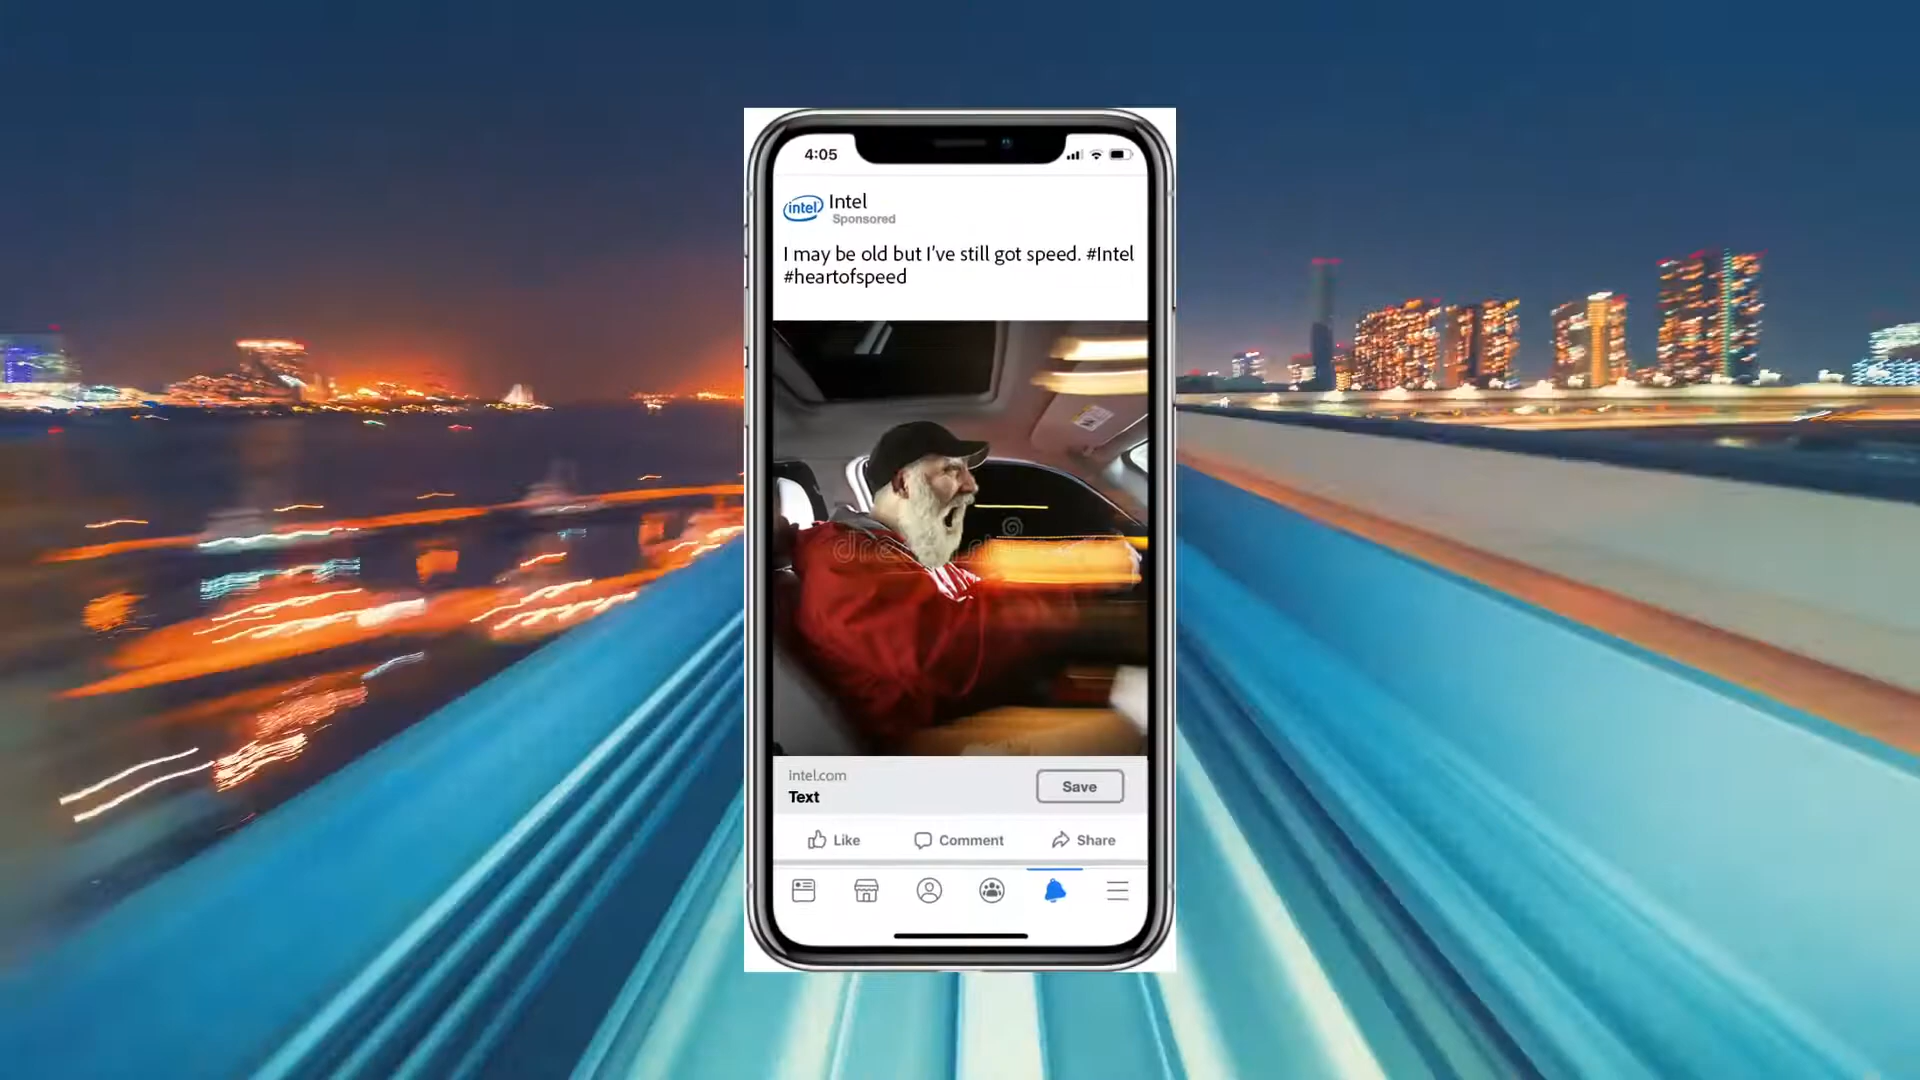 4:05
intel
Intel
Sponsored
I may be old but I've still got speed. #Intel
#heartofspeed
intel.com
Text
Save
Like
Comment
Share